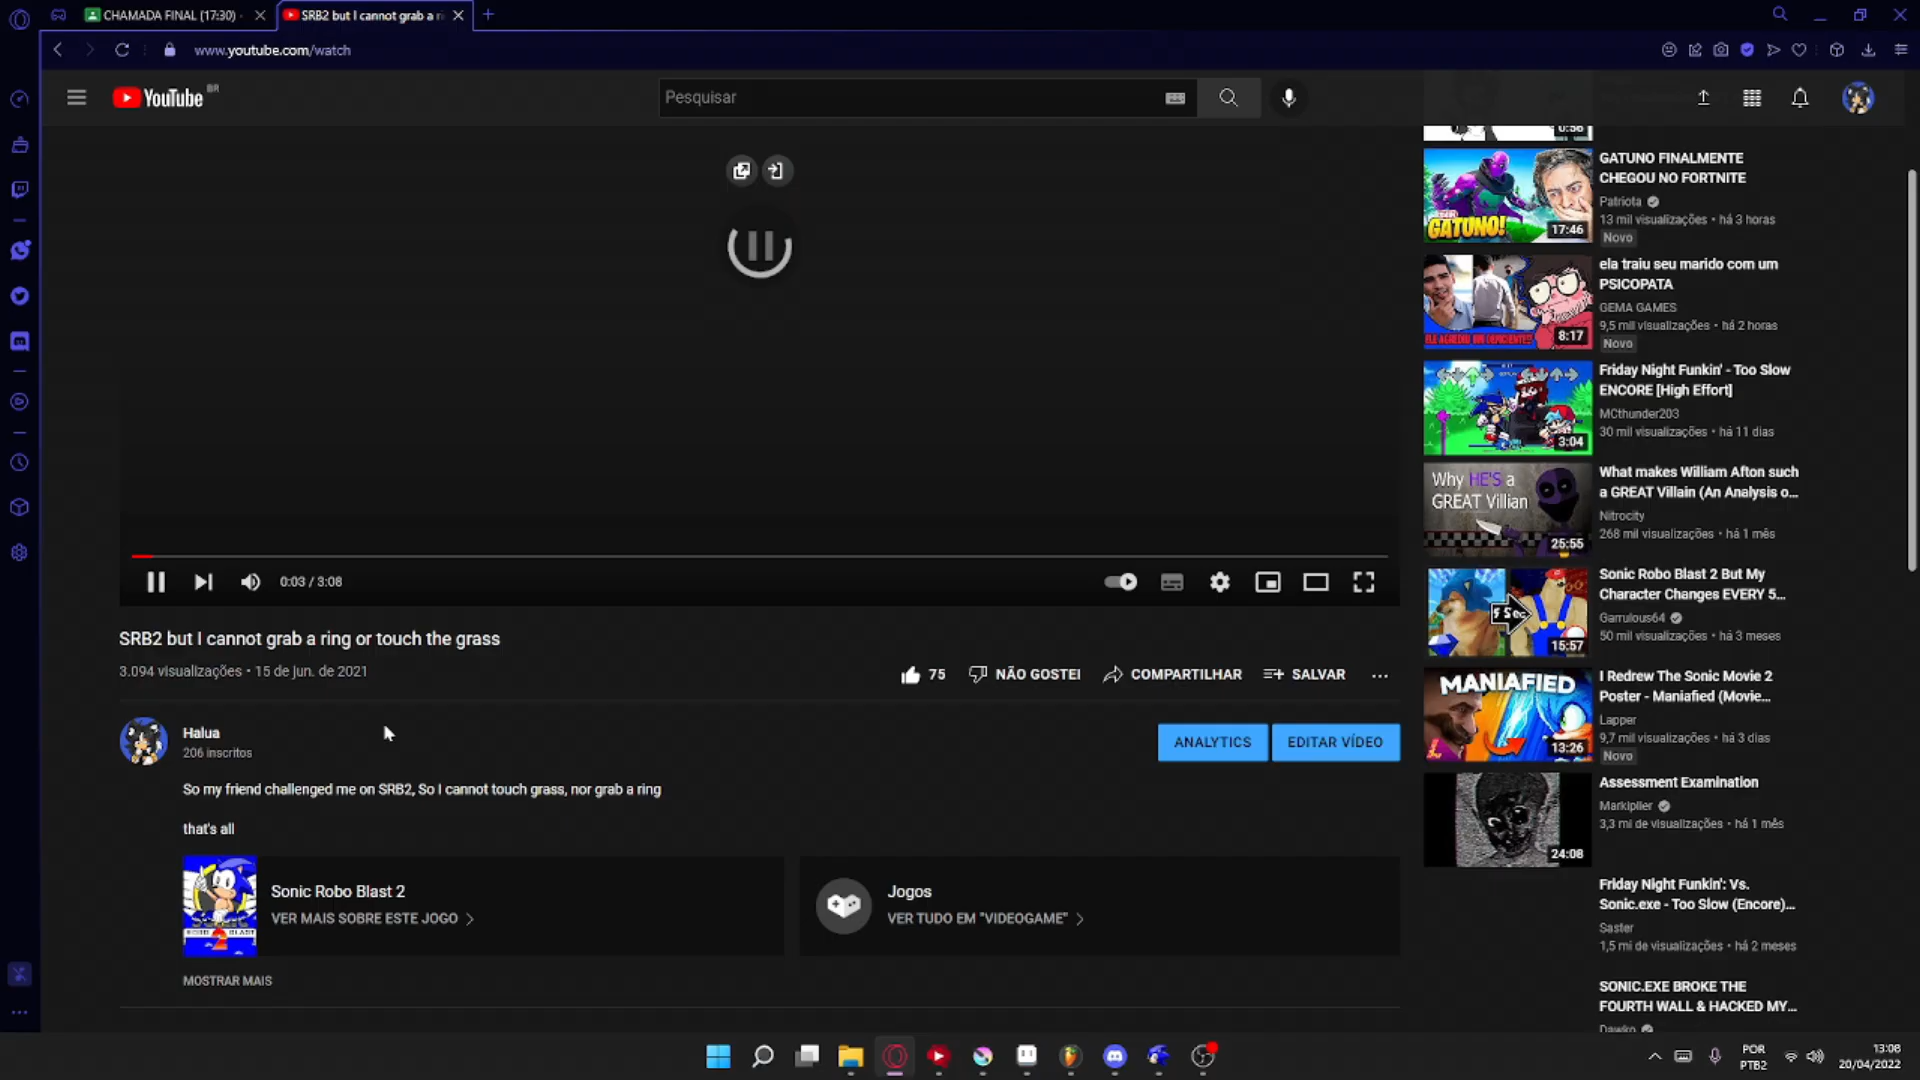 CHAMADA FINAL (17:30)
SRB2 but I cannot grab a ri
www.youtube.com/watch
YouTube BR
Pesquisar
0:03 / 3:08
SRB2 but I cannot grab a ring or touch the grass
3.094 visualizações • 15 de jun. de 2021
75
NÃO GOSTEI
COMPARTILHAR
SALVAR
Halua
206 inscritos
ANALYTICS
EDITAR VÍDEO
So my friend challenged me on SRB2, So I cannot touch grass, nor grab a ring
that's all
Sonic Robo Blast 2
VER MAIS SOBRE ESTE JOGO
Jogos
VER TUDO EM "VIDEOGAME"
MOSTRAR MAIS
0:56
GATUNO!
17:46
GATUNO FINALMENTE
CHEGOU NO FORTNITE
Patriota
13 mil visualizações • há 3 horas
Novo
ELE AGREDIU UM DEFICIENTE!!
8:17
ela traiu seu marido com um
PSICOPATA
GEMA GAMES
9,5 mil visualizações • há 2 horas
Novo
3:04
Friday Night Funkin' - Too Slow
ENCORE [High Effort]
MCthunder203
30 mil visualizações • há 11 dias
Why HE'S a
GREAT Villian
25:55
What makes William Afton such
a GREAT Villain (An Analysis o...
Nitrocity
268 mil visualizações • há 1 mês
5 Sec
15:57
Sonic Robo Blast 2 But My
Character Changes EVERY 5...
Garrulous64
50 mil visualizações • há 3 meses
MANIAFIED
13:26
I Redrew The Sonic Movie 2
Poster - Maniafied (Movie...
Lapper
9,7 mil visualizações • há 3 dias
Novo
24:08
Assessment Examination
Markiplier
3,3 mi de visualizações • há 1 mês
Friday Night Funkin': Vs.
Sonic.exe - Too Slow (Encore)...
Saster
1,5 mi de visualizações • há 2 meses
SONIC.EXE BROKE THE
FOURTH WALL & HACKED MY...
Dawko
POR
PTB2
13:08
20/04/2022